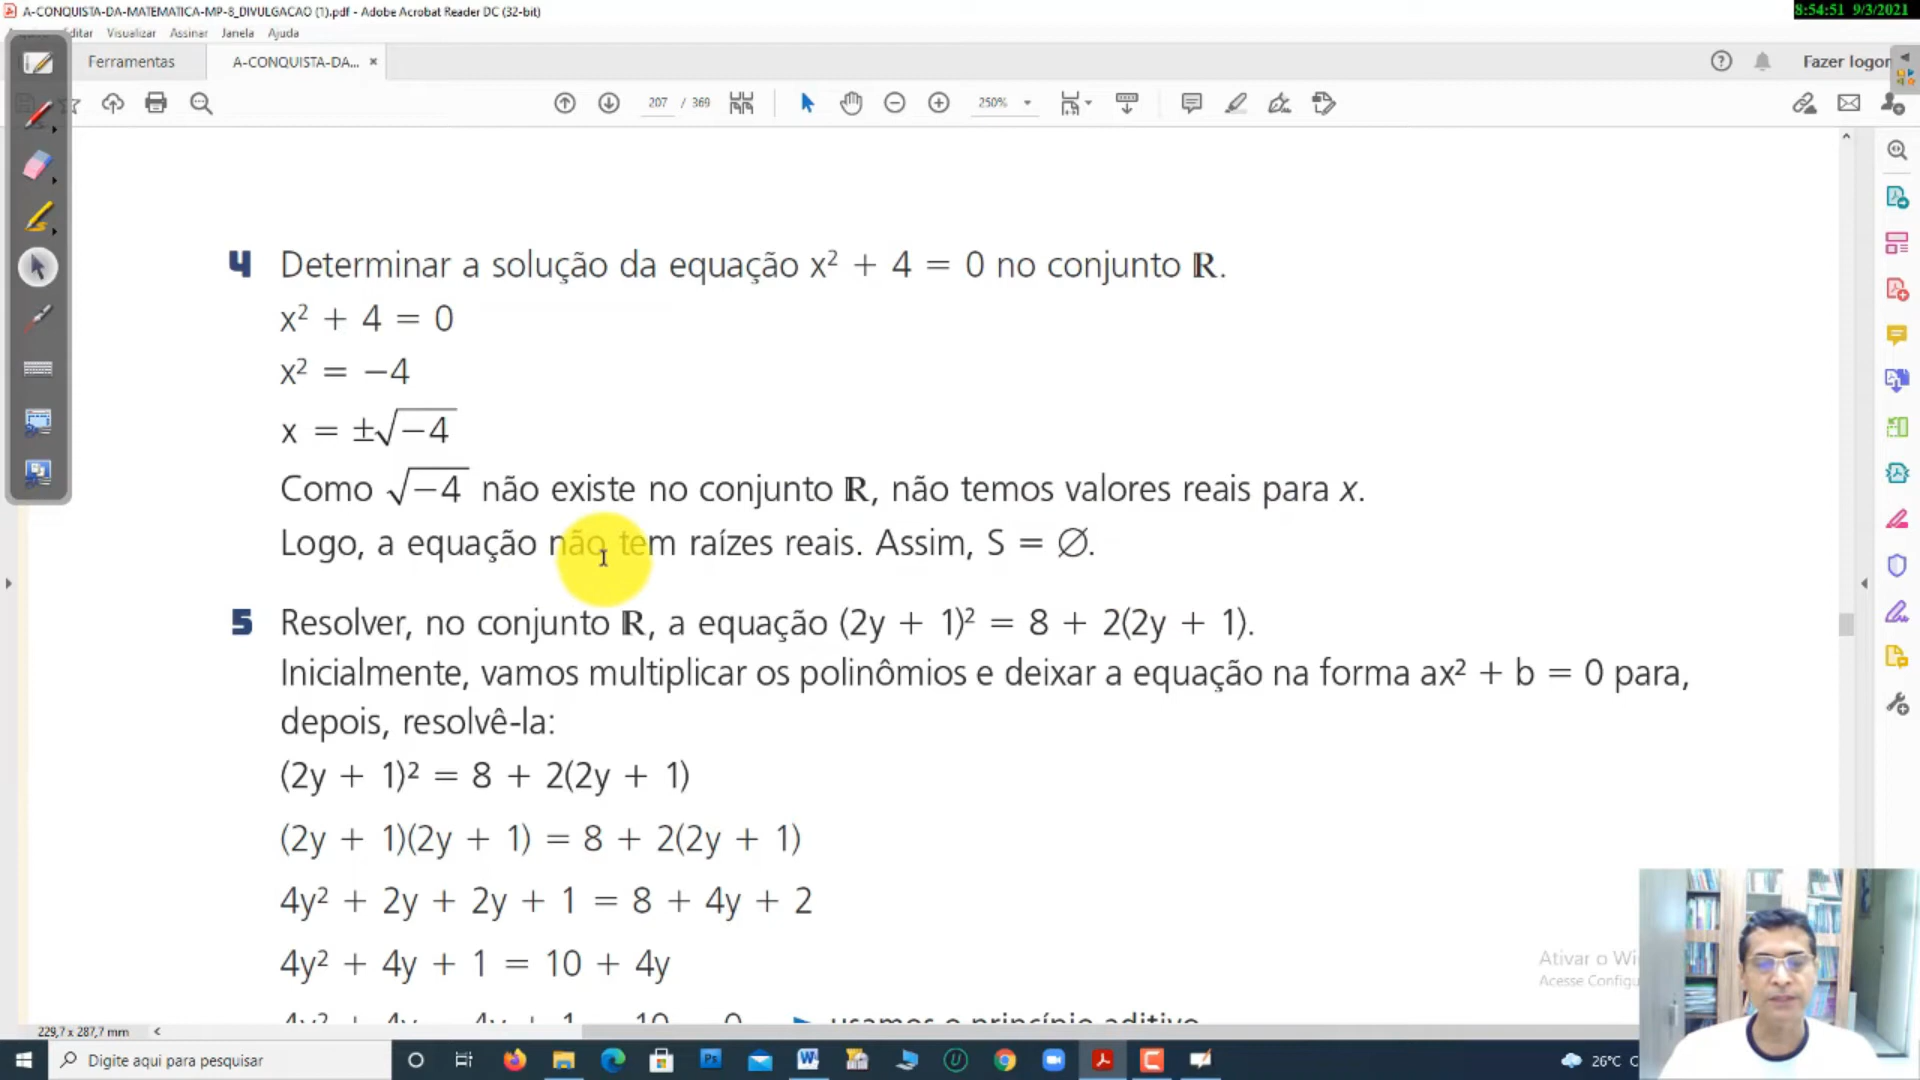 A-CONQUISTA-DA-MATEMATICA-MP-8_DIVULGACAO (1).pdf - Adobe Acrobat Reader DC (32-bit)
8:54:51 9/3/2021
Visualizar Assinar Janela Ajuda
Ferramentas A-CONQUISTA-DA... × Fazer logon
207 / 369 250%
4 Determinar a solução da equação x² + 4 = 0 no conjunto ℝ.
x² + 4 = 0
x² = −4
x = ±√−4
Como √−4 não existe no conjunto ℝ, não temos valores reais para x.
Logo, a equação não tem raízes reais. Assim, S = ∅.
5 Resolver, no conjunto ℝ, a equação (2y + 1)² = 8 + 2(2y + 1).
Inicialmente, vamos multiplicar os polinômios e deixar a equação na forma ax² + b = 0 para,
depois, resolvê-la:
(2y + 1)² = 8 + 2(2y + 1)
(2y + 1)(2y + 1) = 8 + 2(2y + 1)
4y² + 2y + 2y + 1 = 8 + 4y + 2
4y² + 4y + 1 = 10 + 4y
usamos o princípio aditivo
Ativar o
Acesse
229,7 x 287,7 mm
Digite aqui para pesquisar
26°C